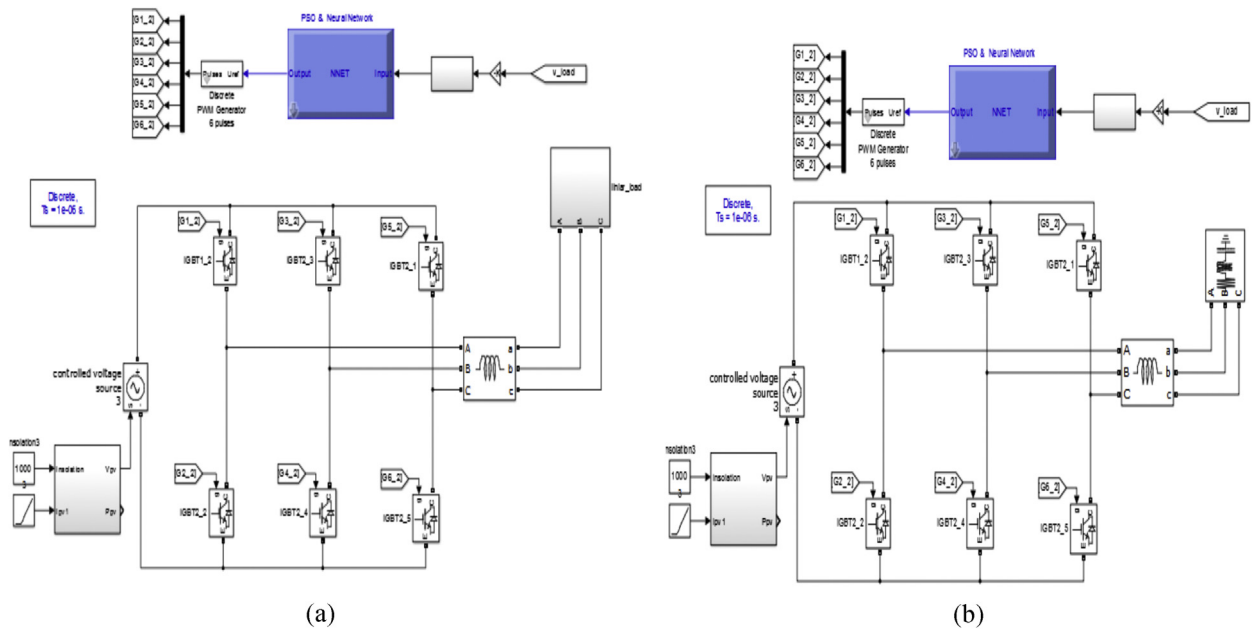 PSO & Neural Network
[G1_2]
G2_2]
[G3_2]
G4_2]
[G5_2]
[G6_2]
Pulses Uref
Discrete
PWM Generator
6 pulses
Output NNET Input
v_load
Discrete,
Ts = 1e-06 s.
G1_2]
G3_2]
G5_2]
IGBT1_2
IGBT2_3
IGBT2_1
linlar_load
A B C
A a
B b
C c
controlled voltage
source
3
nsolation3
1000
3
Insolation Vpv
Ipv1 Ppv
G2_2]
G4_2]
G6_2]
IGBT2_2
IGBT2_4
IGBT2_5
(a)
PSO & Neural Network
G1_2]
G2_2]
G3_2]
G4_2]
G5_2]
G6_2]
Pulses Uref
Discrete
PWM Generator
6 pulses
Output NNET Input
v_load
Discrete,
Ts = 1e-06 s.
G1_2]
G3_2]
G5_2]
IGBT1_2
IGBT2_3
IGBT2_1
A B C
A a
B b
C c
controlled voltage
source
3
nsolation3
1000
3
Insolation Vpv
Ipv1 Ppv
G2_2]
G4_2]
G6_2]
IGBT2_2
IGBT2_4
IGBT2_5
(b)